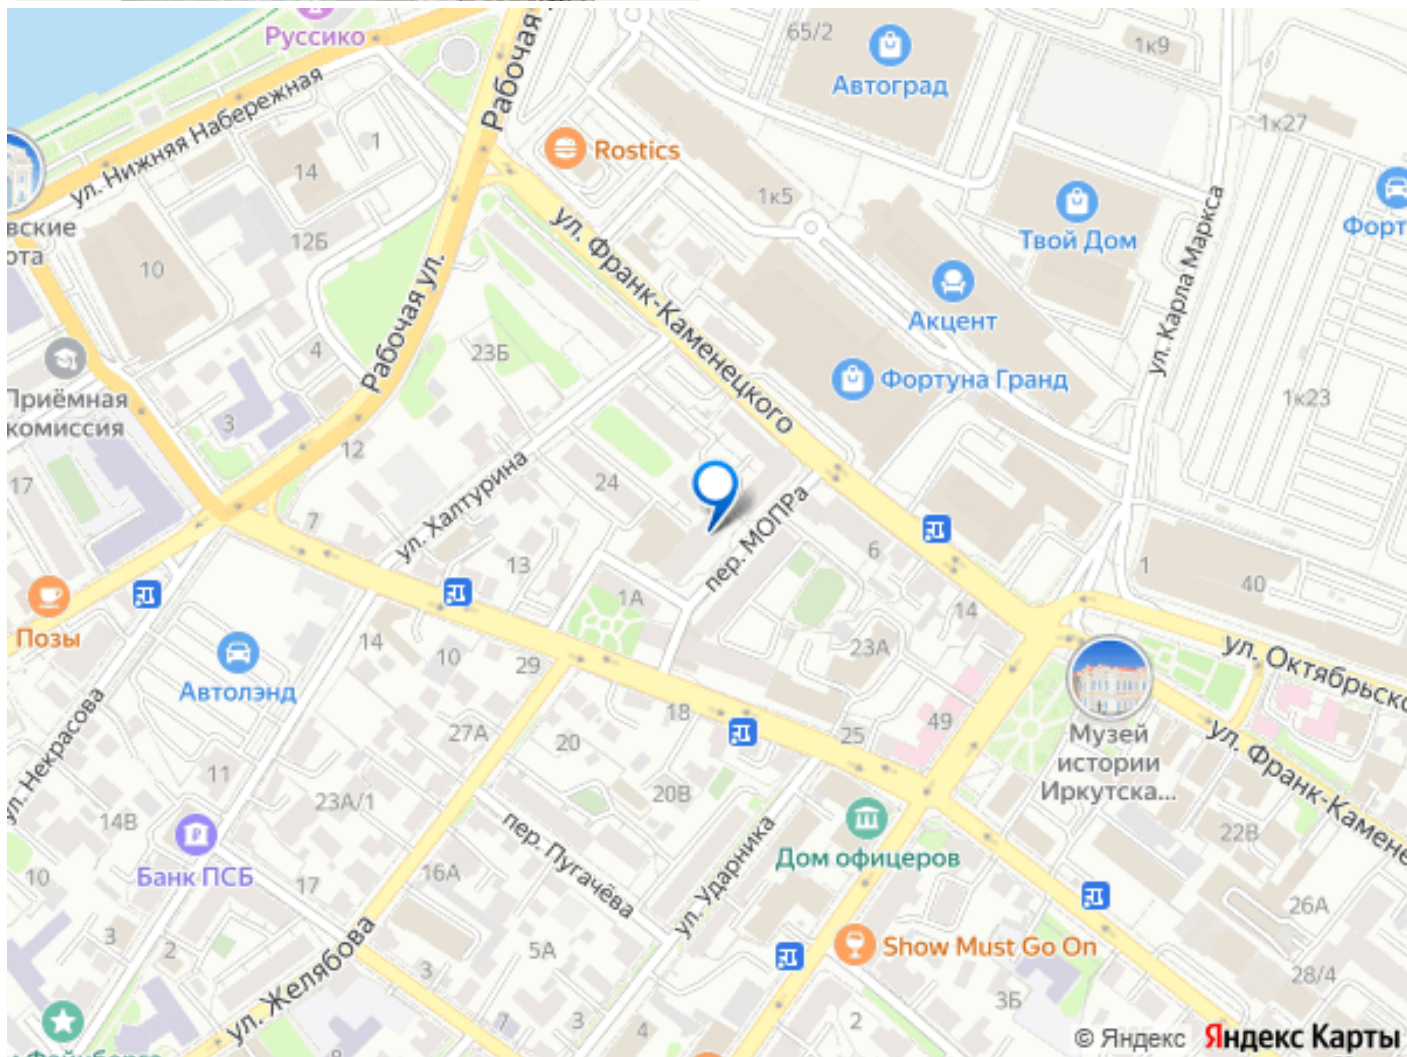 Руссико
65/2
Автоград
1к9
ул. Нижняя Набережная
Рабочая
1
Rostics
1к27
14
1к5
вские
ота
12Б
10
ул. Франк-Каменецкого
Твой Дом
ул. Карла Маркса
Форт
Рабочая ул.
Акцент
4
23Б
Фортуна Гранд
Приёмная
комиссия
3
1к23
12
17
24
ул. Халтурина
пер. МОПРа
7
13
6
1
40
1А
14
Позы
14
10
29
23А
ул. Октябрьско
Автолэнд
ул. Некрасова
27А
18
20
25
49
Музей
истории
Иркутска...
ул. Франк-Камене
11
23А/1
20В
14В
Банк ПСБ
пер. Пугачёва
ул. Ударника
Дом офицеров
22В
10
17
16А
26А
3
2
ул. Желябова
5А
3
Show Must Go On
28/4
3Б
7
3
4
2
© Яндекс Яндекс Карты